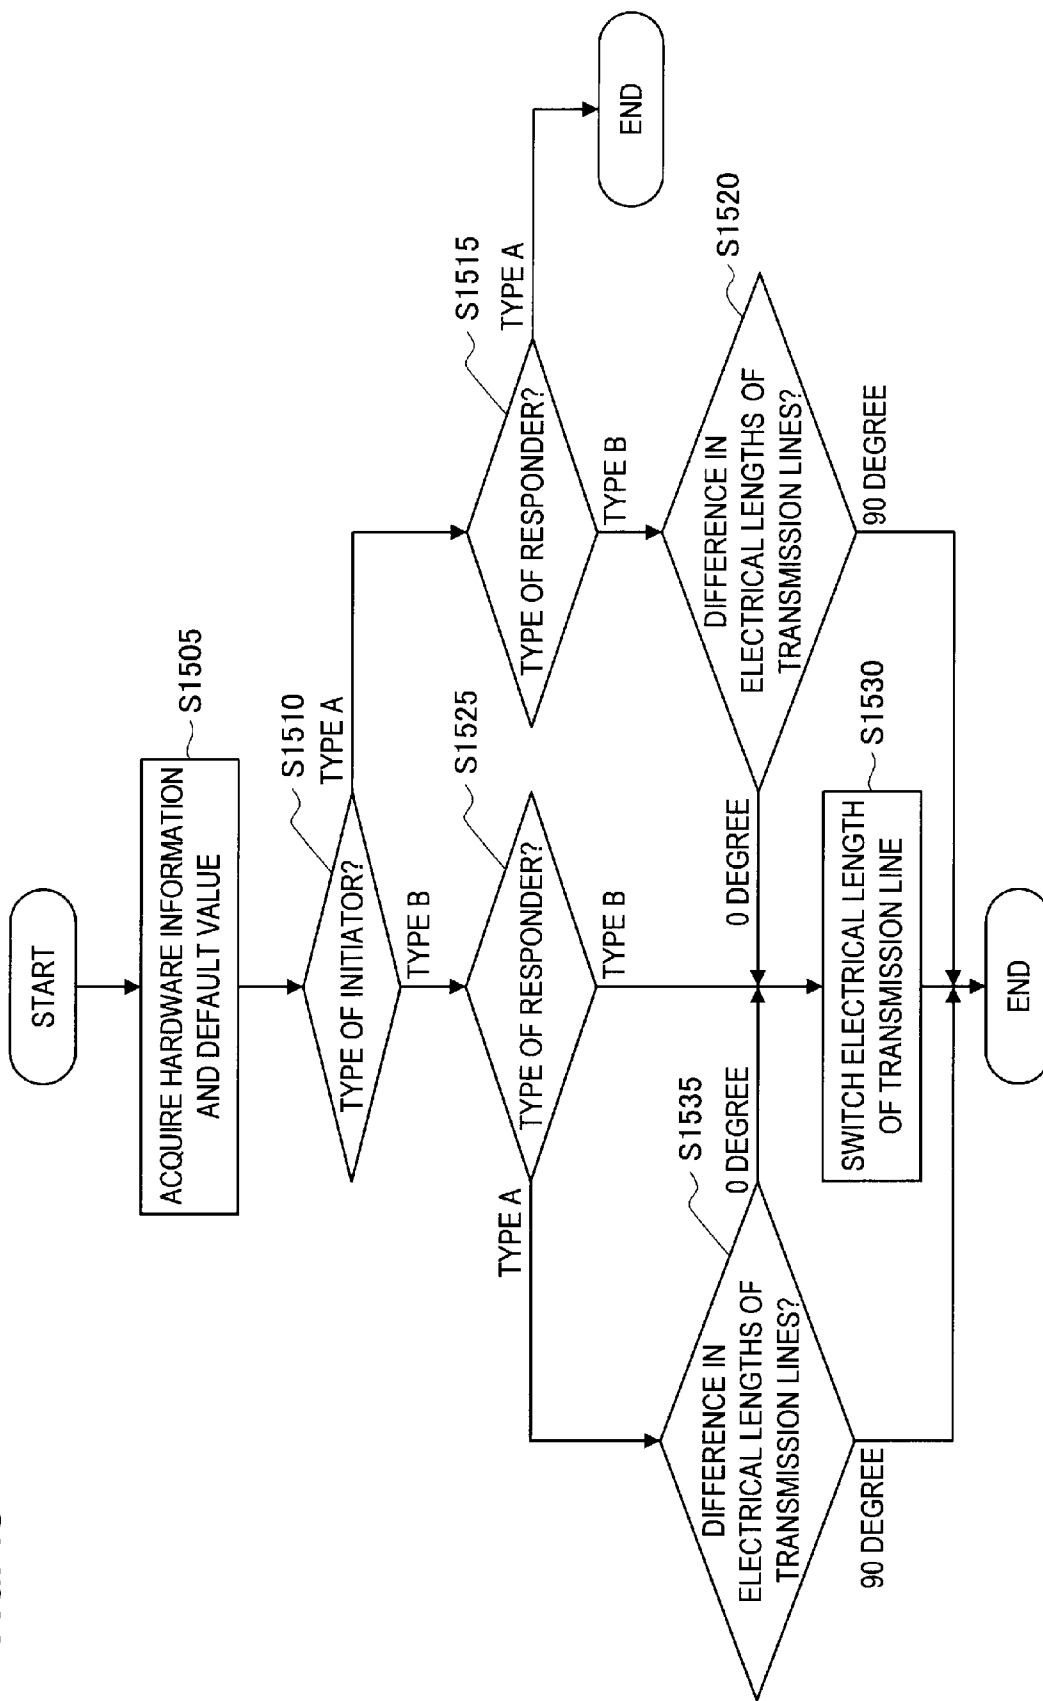 START
ACQUIRE HARDWARE INFORMATION
AND DEFAULT VALUE
S1505
TYPE OF INITIATOR?
S1510
TYPE A
TYPE B
TYPE OF RESPONDER?
S1525
TYPE A
TYPE B
TYPE OF RESPONDER?
S1515
TYPE A
TYPE B
END
DIFFERENCE IN
ELECTRICAL LENGTHS OF
TRANSMISSION LINES?
S1535
0 DEGREE
90 DEGREE
DIFFERENCE IN
ELECTRICAL LENGTHS OF
TRANSMISSION LINES?
S1520
0 DEGREE
90 DEGREE
SWITCH ELECTRICAL LENGTH
OF TRANSMISSION LINE
S1530
END